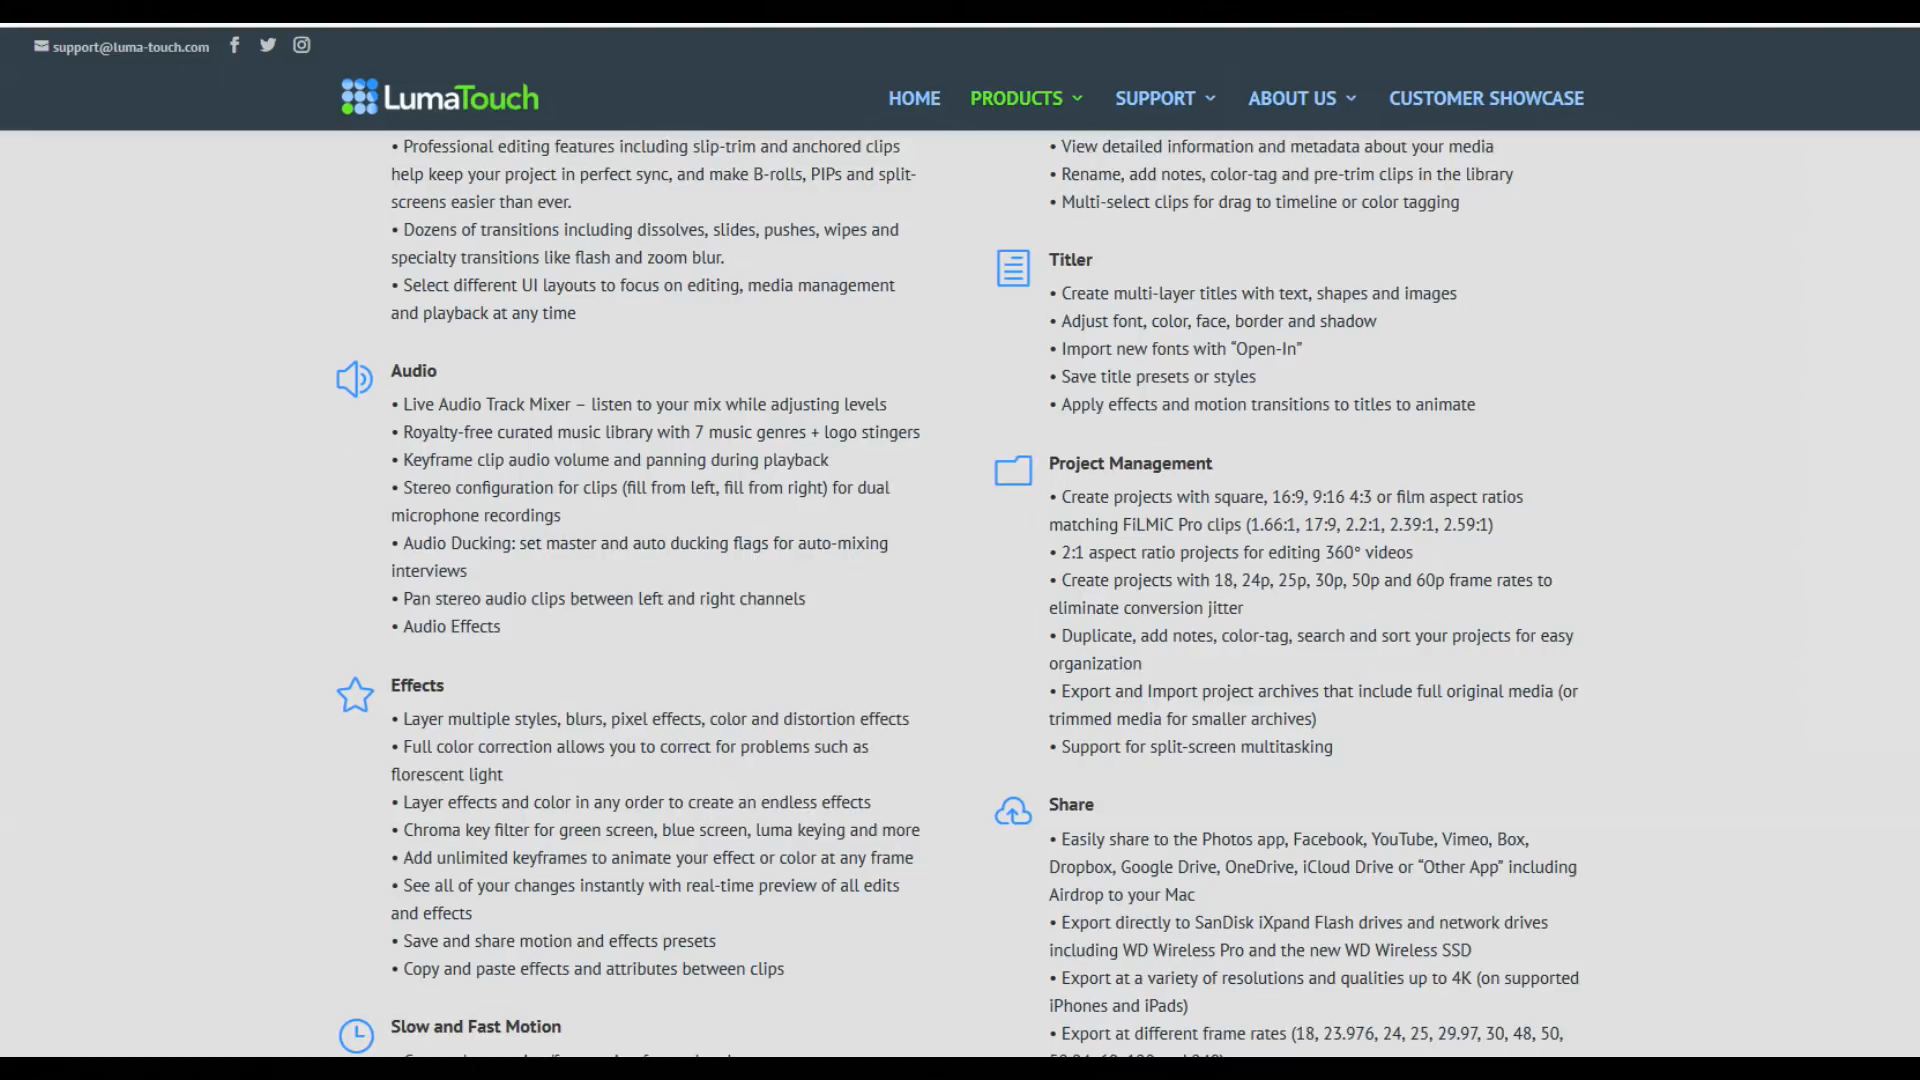 support@luma-touch.com
LumaTouch
HOME
PRODUCTS
SUPPORT
ABOUT US
CUSTOMER SHOWCASE
• Professional editing features including slip-trim and anchored clips
help keep your project in perfect sync, and make B-rolls, PIPs and split-
screens easier than ever.
• Dozens of transitions including dissolves, slides, pushes, wipes and
specialty transitions like flash and zoom blur.
• Select different UI layouts to focus on editing, media management
and playback at any time
Audio
• Live Audio Track Mixer – listen to your mix while adjusting levels
• Royalty-free curated music library with 7 music genres + logo stingers
• Keyframe clip audio volume and panning during playback
• Stereo configuration for clips (fill from left, fill from right) for dual
microphone recordings
• Audio Ducking: set master and auto ducking flags for auto-mixing
interviews
• Pan stereo audio clips between left and right channels
• Audio Effects
Effects
• Layer multiple styles, blurs, pixel effects, color and distortion effects
• Full color correction allows you to correct for problems such as
florescent light
• Layer effects and color in any order to create an endless effects
• Chroma key filter for green screen, blue screen, luma keying and more
• Add unlimited keyframes to animate your effect or color at any frame
• See all of your changes instantly with real-time preview of all edits
and effects
• Save and share motion and effects presets
• Copy and paste effects and attributes between clips
Slow and Fast Motion
• View detailed information and metadata about your media
• Rename, add notes, color-tag and pre-trim clips in the library
• Multi-select clips for drag to timeline or color tagging
Titler
• Create multi-layer titles with text, shapes and images
• Adjust font, color, face, border and shadow
• Import new fonts with “Open-In”
• Save title presets or styles
• Apply effects and motion transitions to titles to animate
Project Management
• Create projects with square, 16:9, 9:16 4:3 or film aspect ratios
matching FiLMiC Pro clips (1.66:1, 17:9, 2.2:1, 2.39:1, 2.59:1)
• 2:1 aspect ratio projects for editing 360° videos
• Create projects with 18, 24p, 25p, 30p, 50p and 60p frame rates to
eliminate conversion jitter
• Duplicate, add notes, color-tag, search and sort your projects for easy
organization
• Export and Import project archives that include full original media (or
trimmed media for smaller archives)
• Support for split-screen multitasking
Share
• Easily share to the Photos app, Facebook, YouTube, Vimeo, Box,
Dropbox, Google Drive, OneDrive, iCloud Drive or “Other App” including
Airdrop to your Mac
• Export directly to SanDisk iXpand Flash drives and network drives
including WD Wireless Pro and the new WD Wireless SSD
• Export at a variety of resolutions and qualities up to 4K (on supported
iPhones and iPads)
• Export at different frame rates (18, 23.976, 24, 25, 29.97, 30, 48, 50,